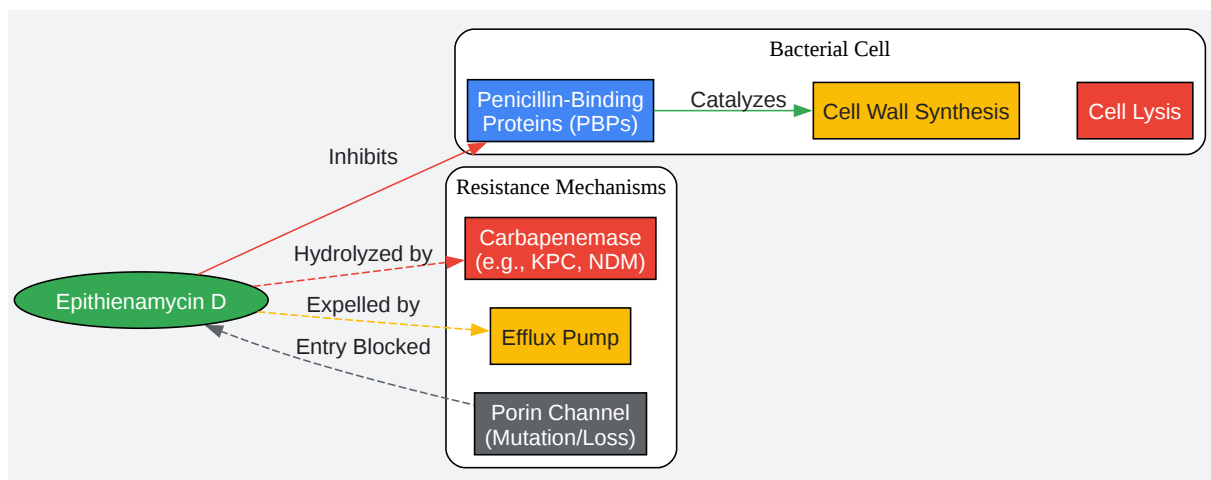 Bacterial Cell
Penicillin-Binding
Proteins (PBPs)
Catalyzes
Cell Wall Synthesis
Cell Lysis
Inhibits
Resistance Mechanisms
Carbapenemase
(e.g., KPC, NDM)
Hydrolyzed by
Epithienamycin D
Expelled by
Efflux Pump
Entry Blocked
Porin Channel
(Mutation/Loss)